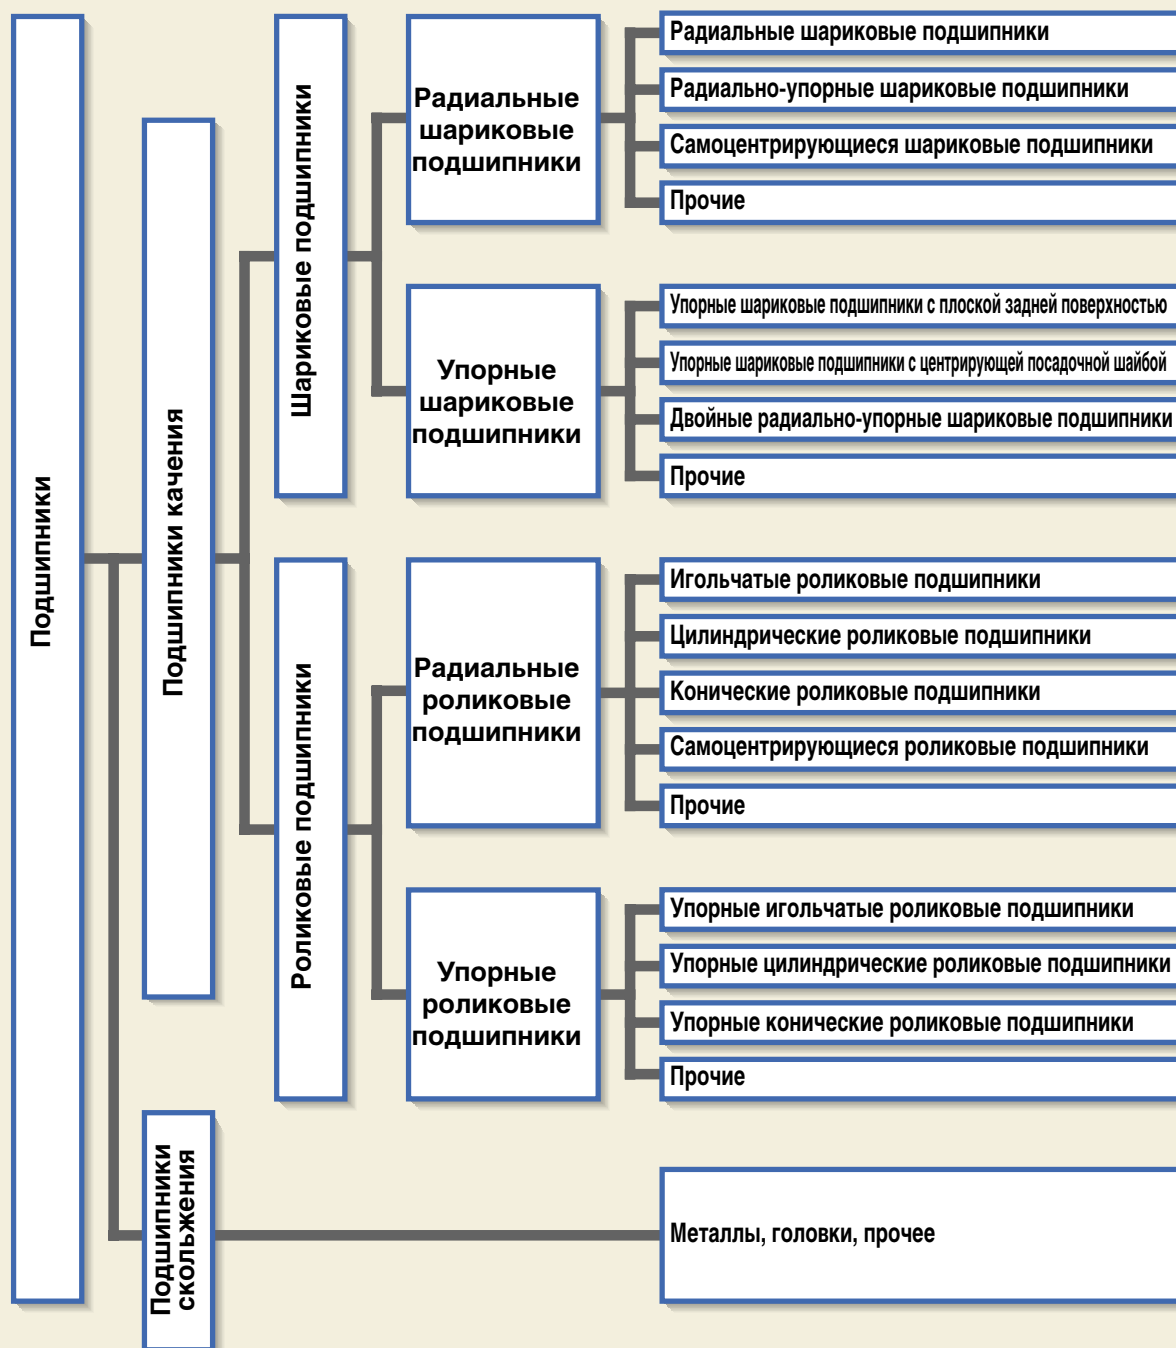 Подшипники
Подшипники качения
Шариковые подшипники
Радиальные
шариковые
подшипники
Радиальные шариковые подшипники
Радиально-упорные шариковые подшипники
Самоцентрирующиеся шариковые подшипники
Прочие
Упорные
шариковые
подшипники
Упорные шариковые подшипники с плоской задней поверхностью
Упорные шариковые подшипники с центрирующей посадочной шайбой
Двойные радиально-упорные шариковые подшипники
Прочие
Роликовые подшипники
Радиальные
роликовые
подшипники
Игольчатые роликовые подшипники
Цилиндрические роликовые подшипники
Конические роликовые подшипники
Самоцентрирующиеся роликовые подшипники
Прочие
Упорные
роликовые
подшипники
Упорные игольчатые роликовые подшипники
Упорные цилиндрические роликовые подшипники
Упорные конические роликовые подшипники
Прочие
Подшипники
скольжения
Металлы, головки, прочее